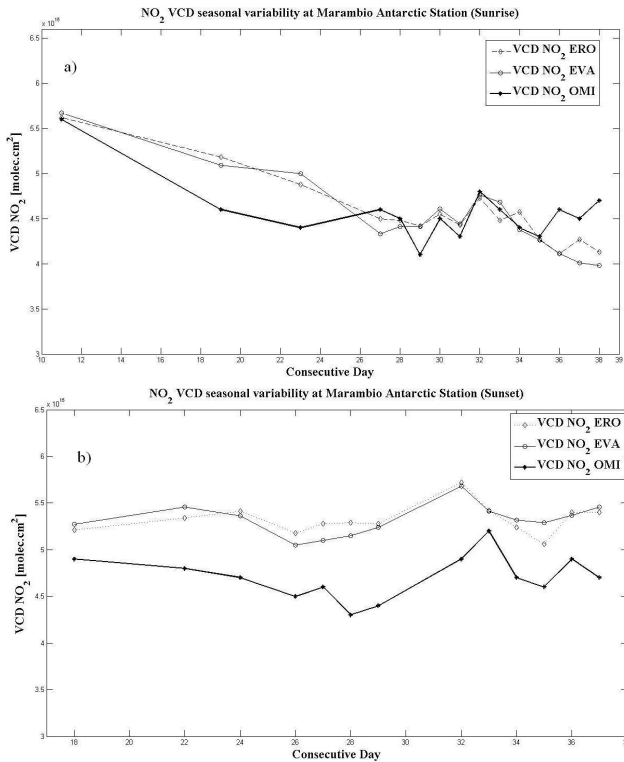 NO₂ VCD seasonal variability at Marambio Antarctic Station (Sunrise)
6.5
6
5.5
5
4.5
4
3.5
3
VCD NO₂ [molec.cm²]
a)
VCD NO₂ ERO
VCD NO₂ EVA
VCD NO₂ OMI
10 12 14 16 18 20 22 24 26 28 30 32 34 36 38 39
Consecutive Day
NO₂ VCD seasonal variability at Marambio Antarctic Station (Sunset)
6.5
6
5.5
5
4.5
4
3.5
3
VCD NO₂ [molec.cm²]
b)
VCD NO₂ ERO
VCD NO₂ EVA
VCD NO₂ OMI
18 20 22 24 26 28 30 32 34 36
Consecutive Day